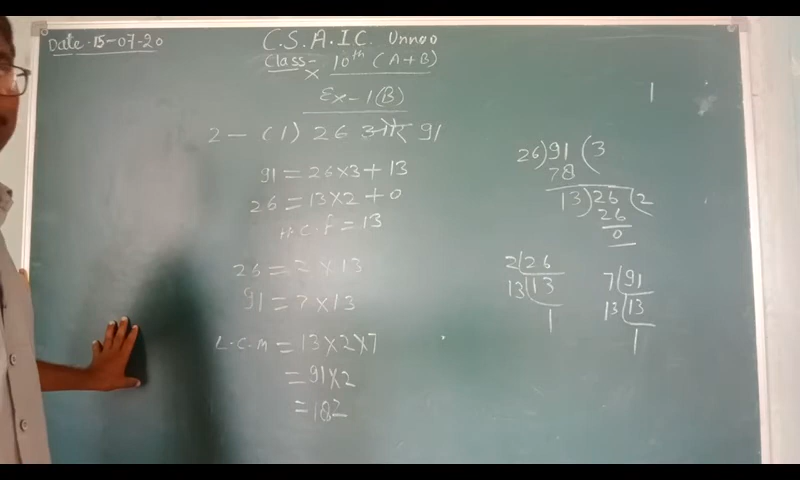 Date. 15-07-20
C.S.A.I.C. Unnao
Class- 10th (A+B)
X
Ex-1(B)
2 - (1) 26 और 91
91 = 26×3+13
26 = 13×2+0
H.C.F = 13
26 = 2×13
91 = 7×13
L.C.M = 13×2×7
= 91×2
= 182
1
26)91(3
78
13)26(2
26
0
2|26
13|13
1
7|91
13|13
1